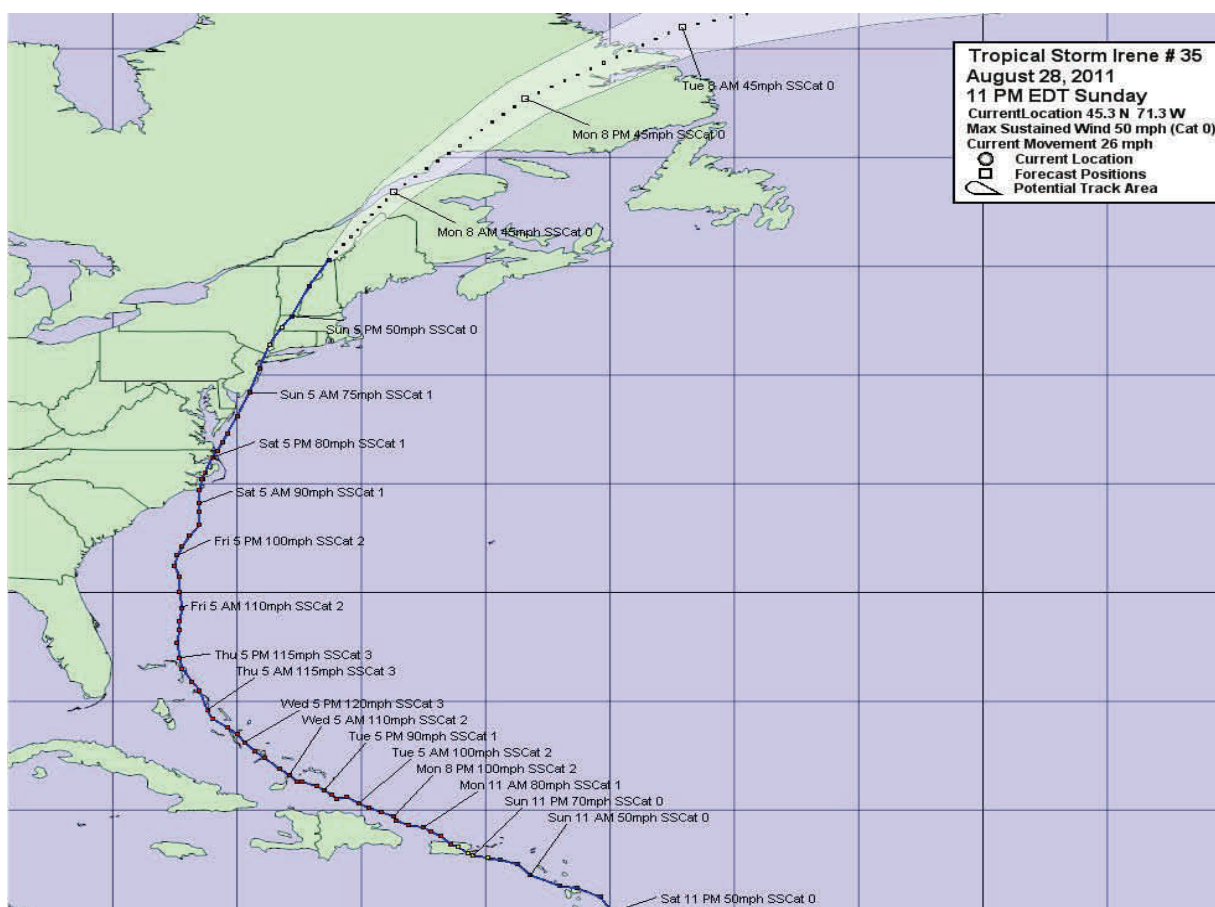 Tropical Storm Irene # 35
August 28, 2011
11 PM EDT Sunday
CurrentLocation 45.3 N 71.3 W
Max Sustained Wind 50 mph (Cat 0)
Current Movement 26 mph
Current Location
Forecast Positions
Potential Track Area
Tue 8 AM 45mph SSCat 0
Mon 8 PM 45mph SSCat 0
Mon 8 AM 45mph SSCat 0
Sun 5 PM 50mph SSCat 0
Sun 5 AM 75mph SSCat 1
Sat 5 PM 80mph SSCat 1
Sat 5 AM 90mph SSCat 1
Fri 5 PM 100mph SSCat 2
Fri 5 AM 110mph SSCat 2
Thu 5 PM 115mph SSCat 3
Thu 5 AM 115mph SSCat 3
Wed 5 PM 120mph SSCat 3
Wed 5 AM 110mph SSCat 2
Tue 5 PM 90mph SSCat 1
Tue 5 AM 100mph SSCat 2
Mon 8 PM 100mph SSCat 2
Mon 11 AM 80mph SSCat 1
Sun 11 PM 70mph SSCat 0
Sun 11 AM 50mph SSCat 0
Sat 11 PM 50mph SSCat 0